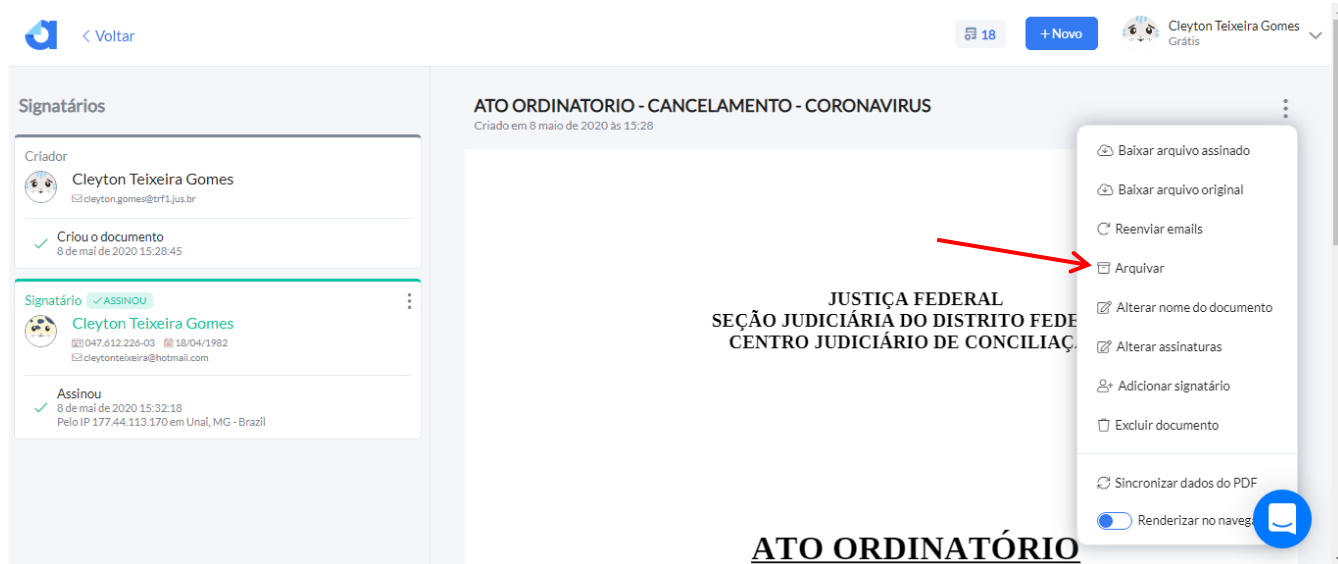 Voltar
18
+ Novo
Cleyton Teixeira Gomes
Grátis
Signatários
Criador
Cleyton Teixeira Gomes
cleyton.gomes@trf1.jus.br
Criou o documento
8 de mai de 2020 15:28:45
Signatário ASSINOU
Cleyton Teixeira Gomes
047.612.226-03 18/04/1982
cleytonteixeira@hotmail.com
Assinou
8 de mai de 2020 15:32:18
Pelo IP 177.44.113.170 em Unai, MG - Brazil
ATO ORDINATORIO - CANCELAMENTO - CORONAVIRUS
Criado em 8 maio de 2020 às 15:28
JUSTIÇA FEDERAL
SEÇÃO JUDICIÁRIA DO DISTRITO FEDE
CENTRO JUDICIÁRIO DE CONCILIAÇ
ATO ORDINATÓRIO
Baixar arquivo assinado
Baixar arquivo original
Reenviar emails
Arquivar
Alterar nome do documento
Alterar assinaturas
Adicionar signatário
Excluir documento
Sincronizar dados do PDF
Renderizar no naveg